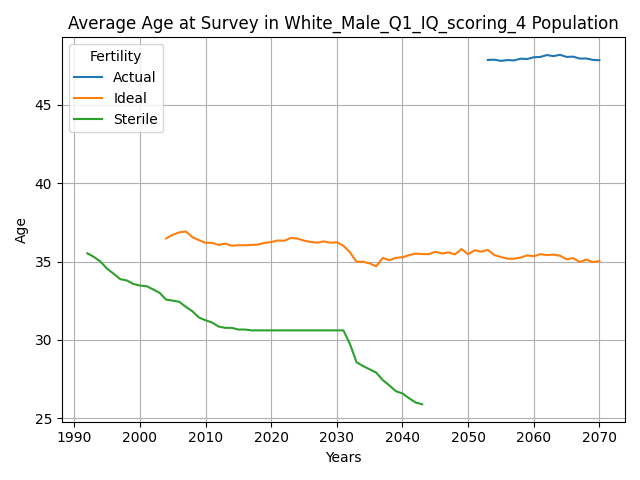 Average Age at Survey in White_Male_Q1_IQ_scoring_4 Population
Fertility
Actual
Ideal
Sterile
Age
45
40
35
30
25
1990 2000 2010 2020 2030 2040 2050 2060 2070
Years